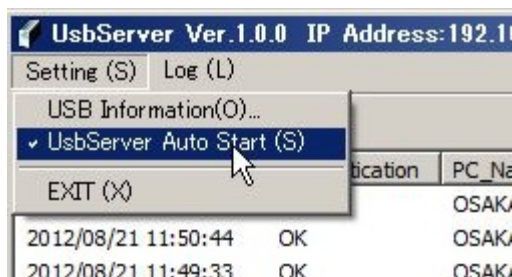 UsbServer Ver.1.0.0 IP Address:192.1
Setting (S) Log (L)
USB Information(O)...
UsbServer Auto Start (S)
EXIT (X)
tication PC_Na
OSAKA
2012/08/21 11:50:44 OK OSAKA
2012/08/21 11:49:33 OK OSAKA